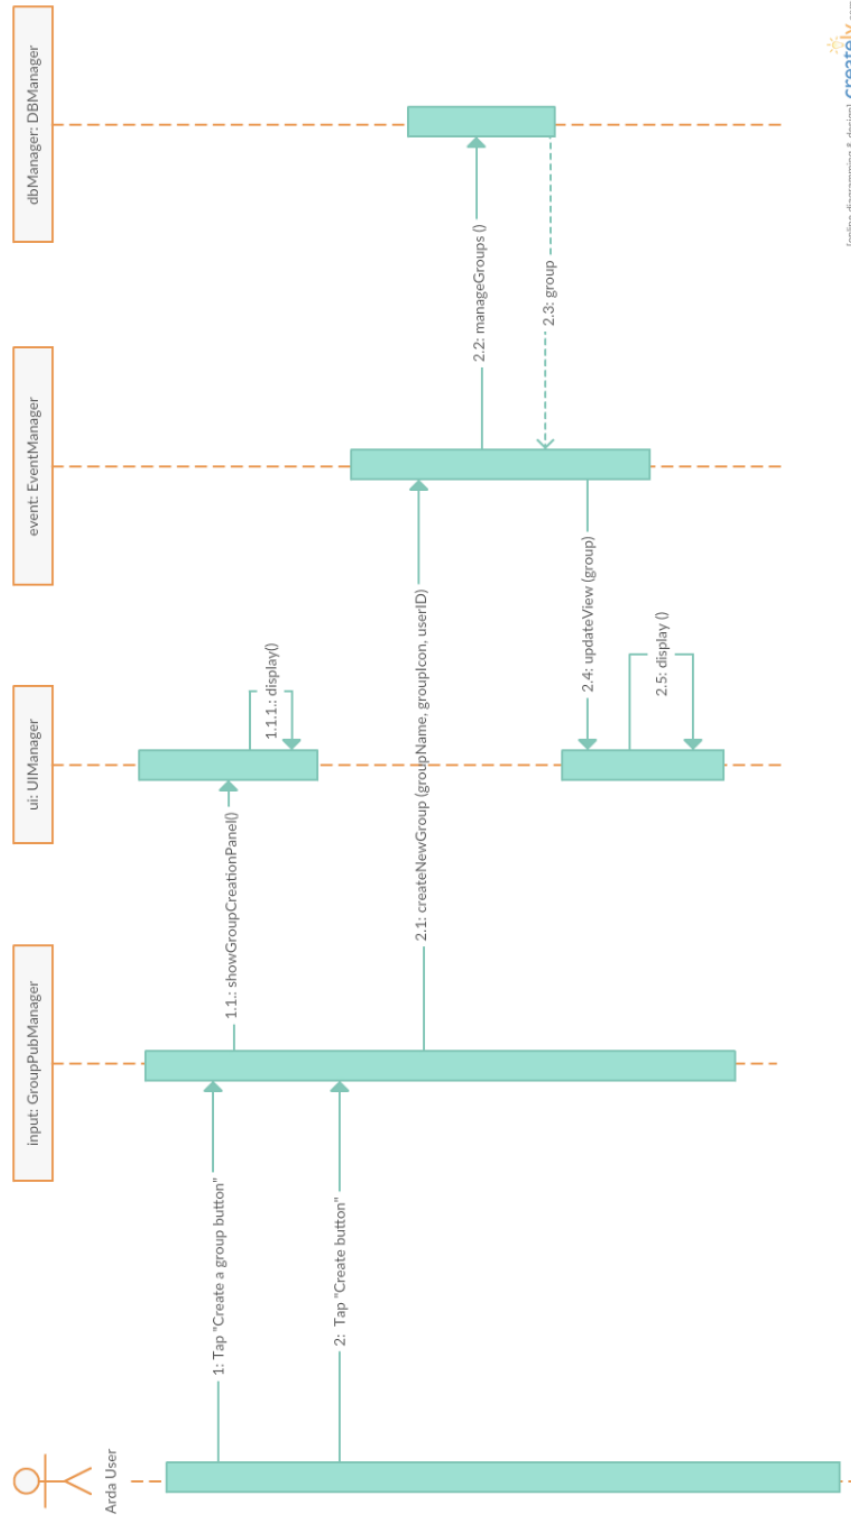 Arda User
input: GroupPubManager
ui: UIManager
event: EventManager
dbManager: DBManager
1: Tap "Create a group button"
1.1.: showGroupCreationPanel()
1.1.1.: display()
2: Tap "Create button"
2.1: createNewGroup (groupName, groupIcon, userID)
2.2: manageGroups ()
2.3: group
2.4: updateView (group)
2.5: display ()
creately